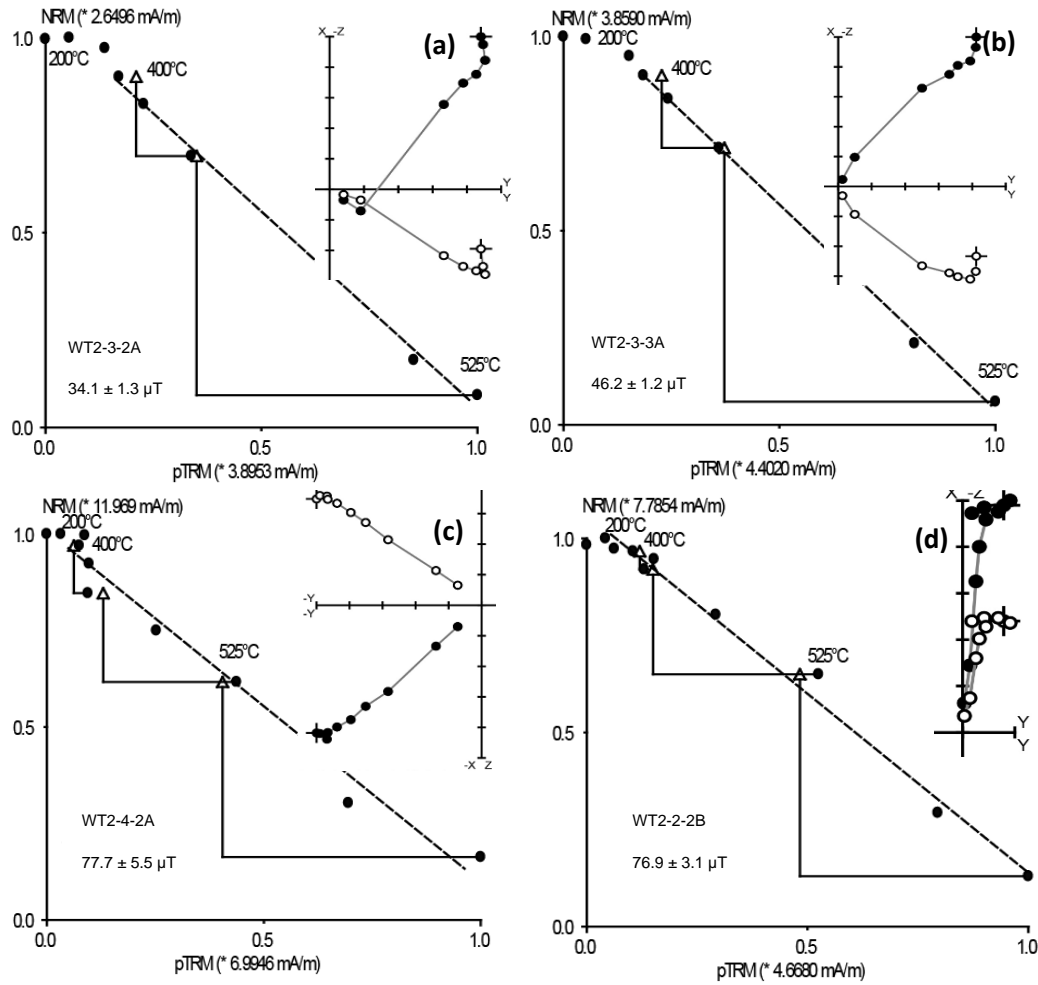 NRM (* 2.6496 mA/m)
(a)
X -Z
1.0
200°C
400°C
Y
Y
0.5
WT2-3-2A
34.1 ± 1.3 µT
525°C
0.0
0.0 0.5 1.0
pTRM (* 3.8953 mA/m)
NRM (* 3.8590 mA/m)
(b)
X -Z
1.0
200°C
400°C
Y
Y
0.5
WT2-3-3A
46.2 ± 1.2 µT
525°C
0.0
0.0 0.5 1.0
pTRM (* 4.4020 mA/m)
NRM (* 11.969 mA/m)
(c)
1.0
200°C
400°C
-Y
-Y
525°C
0.5
-X Z
WT2-4-2A
77.7 ± 5.5 µT
0.0
0.0 0.5 1.0
pTRM (* 6.9946 mA/m)
NRM (* 7.7854 mA/m)
X -Z
(d)
1.0
200°C
400°C
525°C
Y
Y
0.5
WT2-2-2B
76.9 ± 3.1 µT
0.0
0.0 0.5 1.0
pTRM (* 4.6680 mA/m)